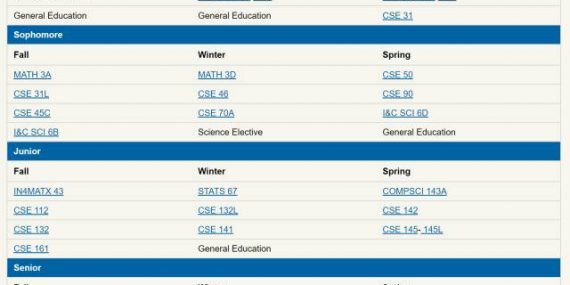 General Education General Education CSE 31
Sophomore
Fall Winter Spring
MATH 3A MATH 3D CSE 50
CSE 31L CSE 46 CSE 90
CSE 45C CSE 70A I&C SCI 6D
I&C SCI 6B Science Elective General Education
Junior
Fall Winter Spring
IN4MATX 43 STATS 67 COMPSCI 143A
CSE 112 CSE 132L CSE 142
CSE 132 CSE 141 CSE 145- 145L
CSE 161 General Education
Senior